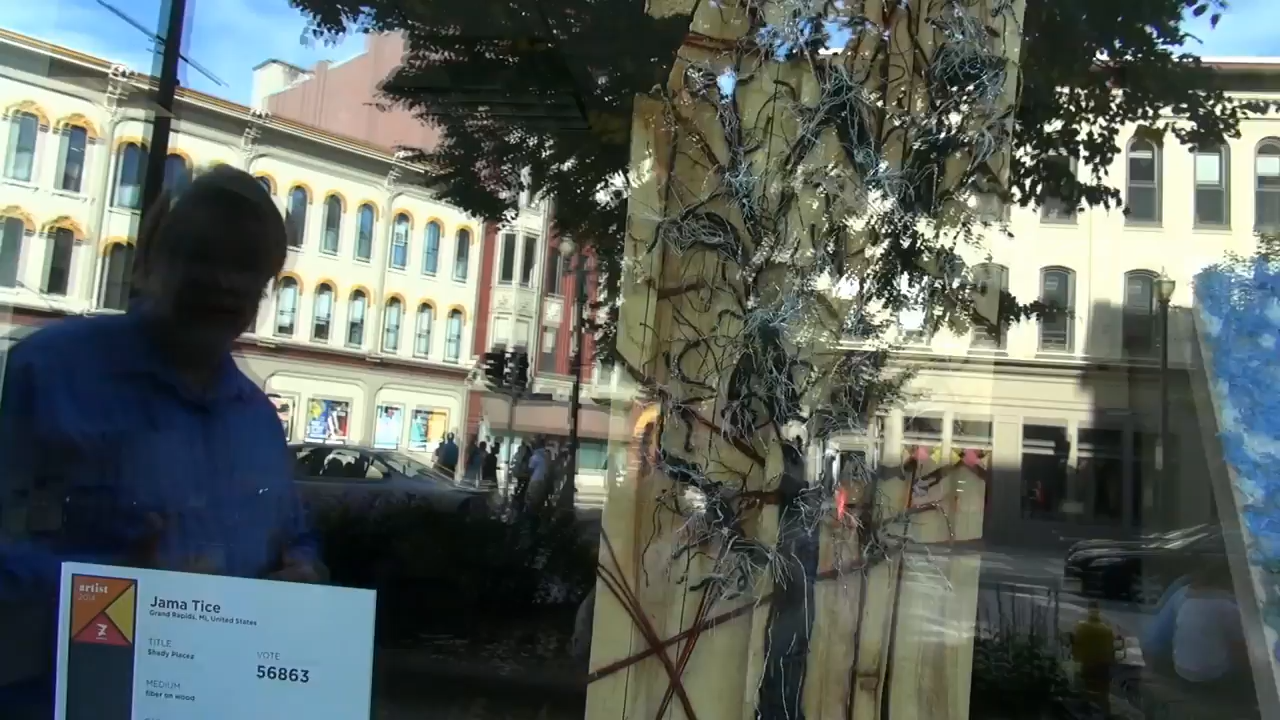 artist
2014
Jama Tice
Grand Rapids, MI, United States
TITLE
Shady Places
VOTE
56863
MEDIUM
fiber on wood